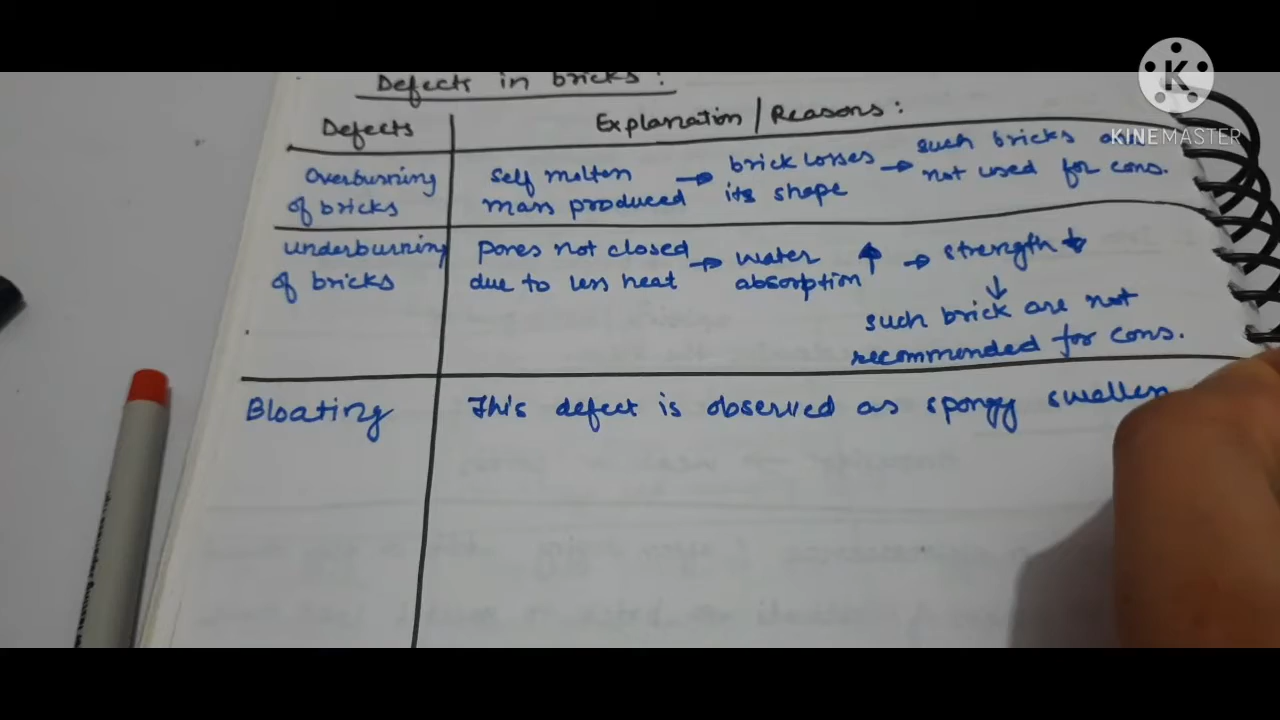 Defects in bricks:
Defects Explanation / Reasons:
Overburning of bricks
self molten mass produced → brick losses its shape → such bricks are not used for cons.
underburning of bricks
Pores not closed due to less heat → water absorption ↑ → strength ↓
↓
such brick are not
recommended for cons.
Bloating This defect is observed as spongy swollen
K
KINEMASTER